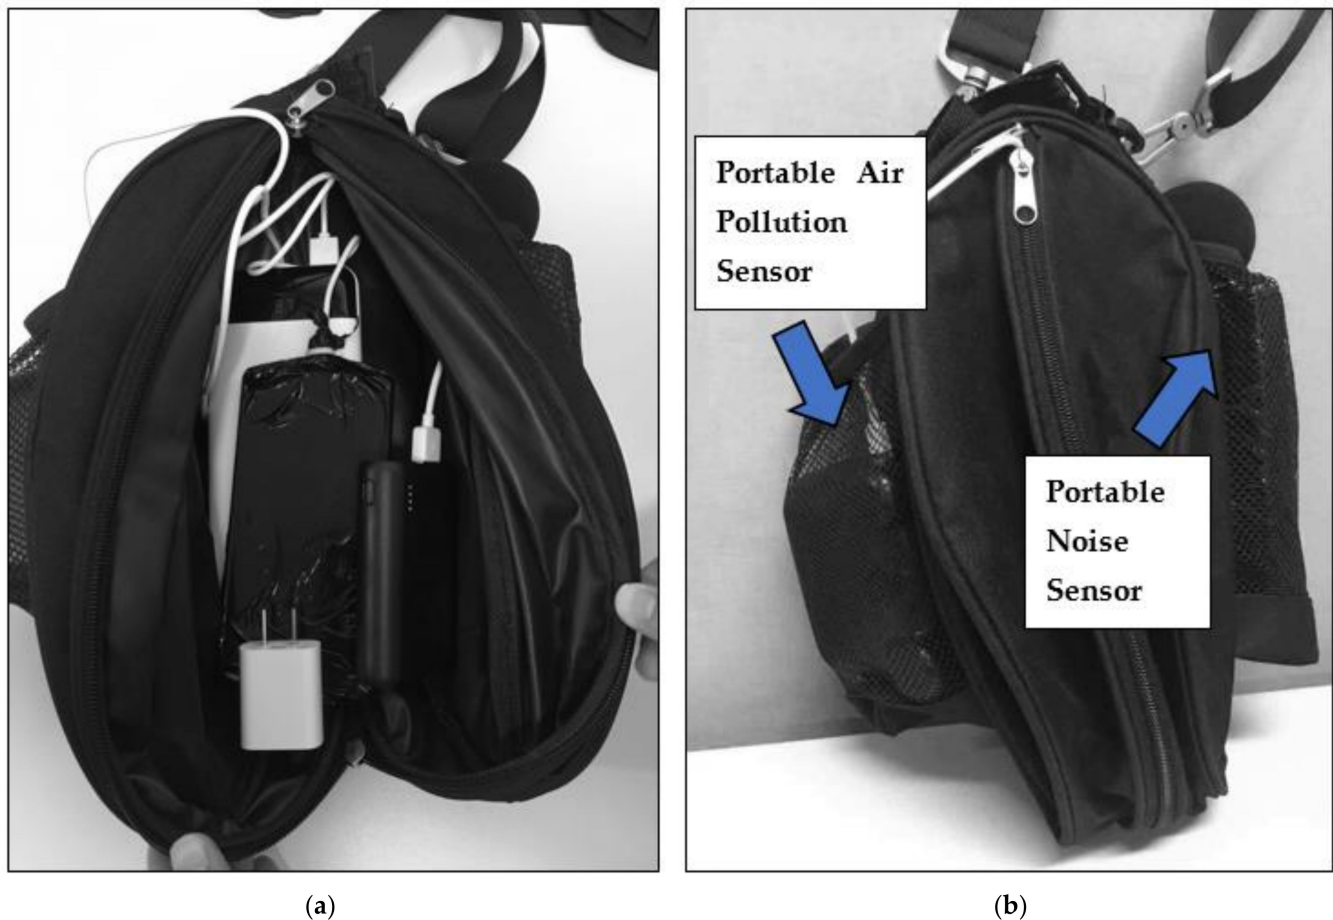 Portable Air
Pollution
Sensor
Portable
Noise
Sensor
(a)
(b)